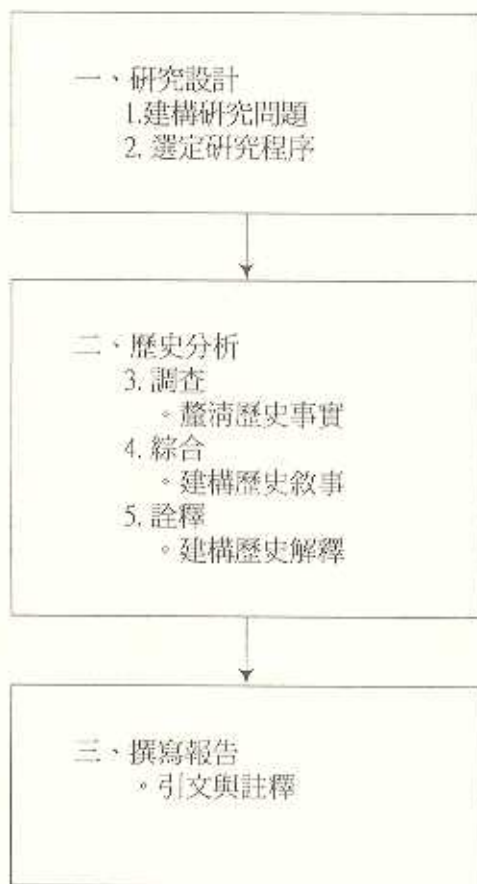 一、研究設計
1.建構研究問題
2. 選定研究程序
二、歷史分析
3. 調查
。釐清歷史事實
4. 綜合
。建構歷史敘事
5. 詮釋
。建構歷史解釋
三、撰寫報告
。引文與註釋